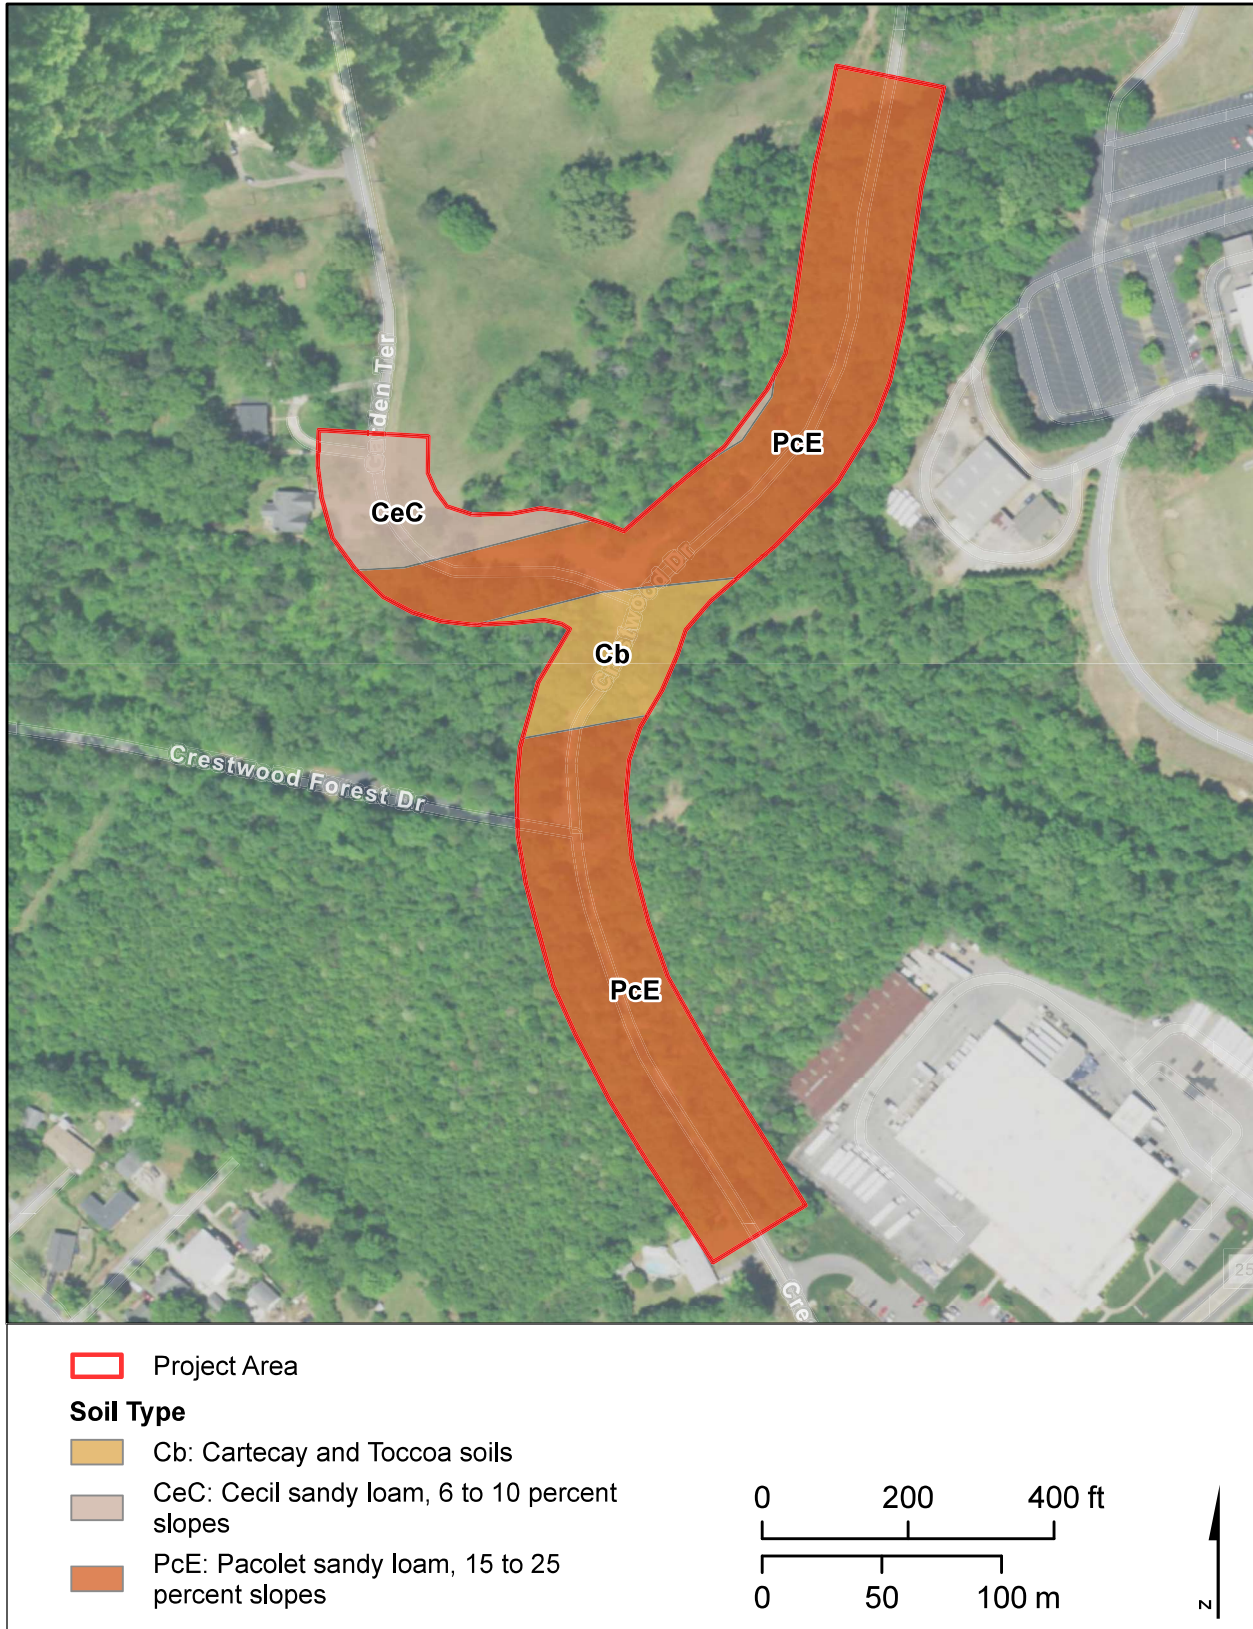 Garden Ter
PcE
CeC
Crestwood Dr
Cb
Crestwood Forest Dr
PcE
25
Cre
Project Area
Soil Type
Cb: Cartecay and Toccoa soils
CeC: Cecil sandy loam, 6 to 10 percent
slopes
PcE: Pacolet sandy loam, 15 to 25
percent slopes
0 200 400 ft
0 50 100 m
N